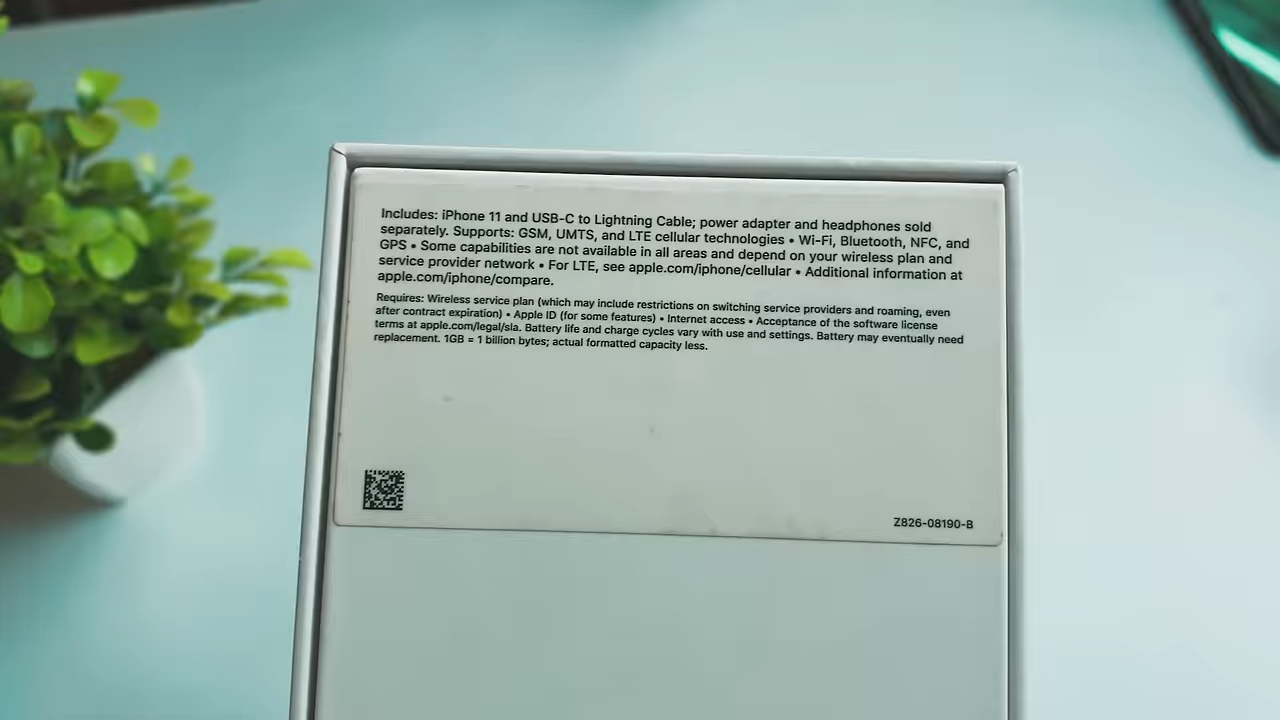 Includes: iPhone 11 and USB-C to Lightning Cable; power adapter and headphones sold
separately. Supports: GSM, UMTS, and LTE cellular technologies • Wi-Fi, Bluetooth, NFC, and
GPS • Some capabilities are not available in all areas and depend on your wireless plan and
service provider network • For LTE, see apple.com/iphone/cellular • Additional information at
apple.com/iphone/compare.
Requires: Wireless service plan (which may include restrictions on switching service providers and roaming, even
after contract expiration) • Apple ID (for some features) • Internet access • Acceptance of the software license
terms at apple.com/legal/sla. Battery life and charge cycles vary with use and settings. Battery may eventually need
replacement. 1GB = 1 billion bytes; actual formatted capacity less.
Z826-08190-B